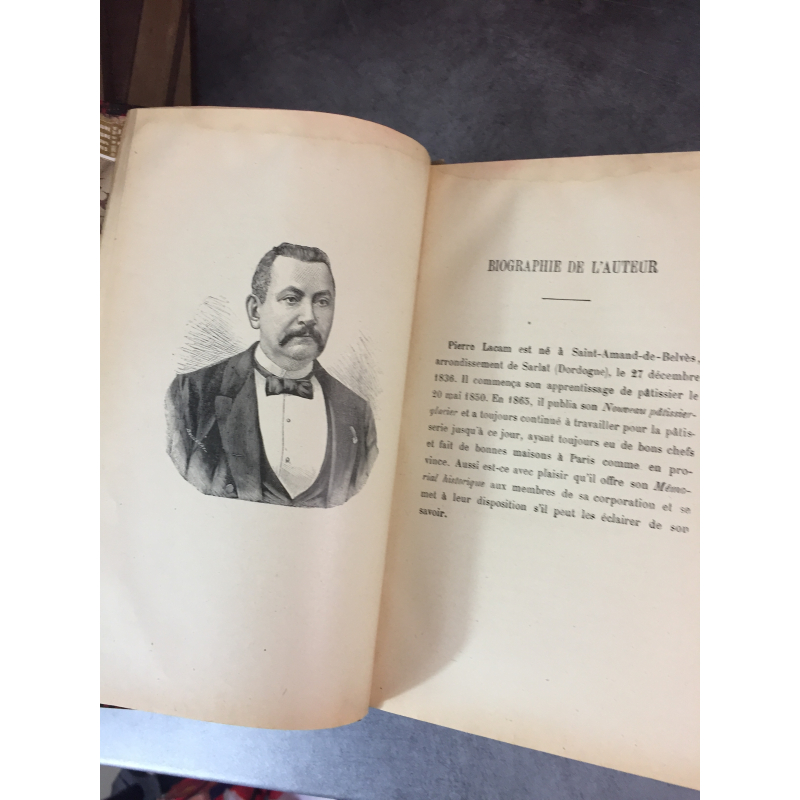 BIOGRAPHIE DE L'AUTEUR
Pierre Lacam est né à Saint-Amand-de-Belvès,
arrondissement de Sarlat (Dordogne), le 27 décembre
1836. Il commença son apprentissage de pâtissier le
20 mai 1850. En 1865, il publia son Nouveau pâtissier-
glacier et a toujours continué à travailler pour la pâtis-
serie jusqu'à ce jour, ayant toujours eu de bons chefs
et fait de bonnes maisons à Paris comme en pro-
vince. Aussi est-ce avec plaisir qu'il offre son Mémo-
rial historique aux membres de sa corporation et se
met à leur disposition s'il peut les éclairer de son
savoir.